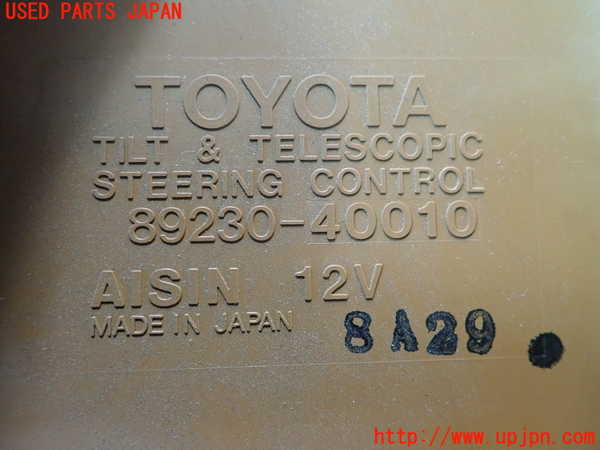 USED PARTS JAPAN
TOYOTA
TILT & TELESCOPIC
STEERING CONTROL
89230-40010
AISIN 12V
MADE IN JAPAN
8A29
http://www.upjpn.com/